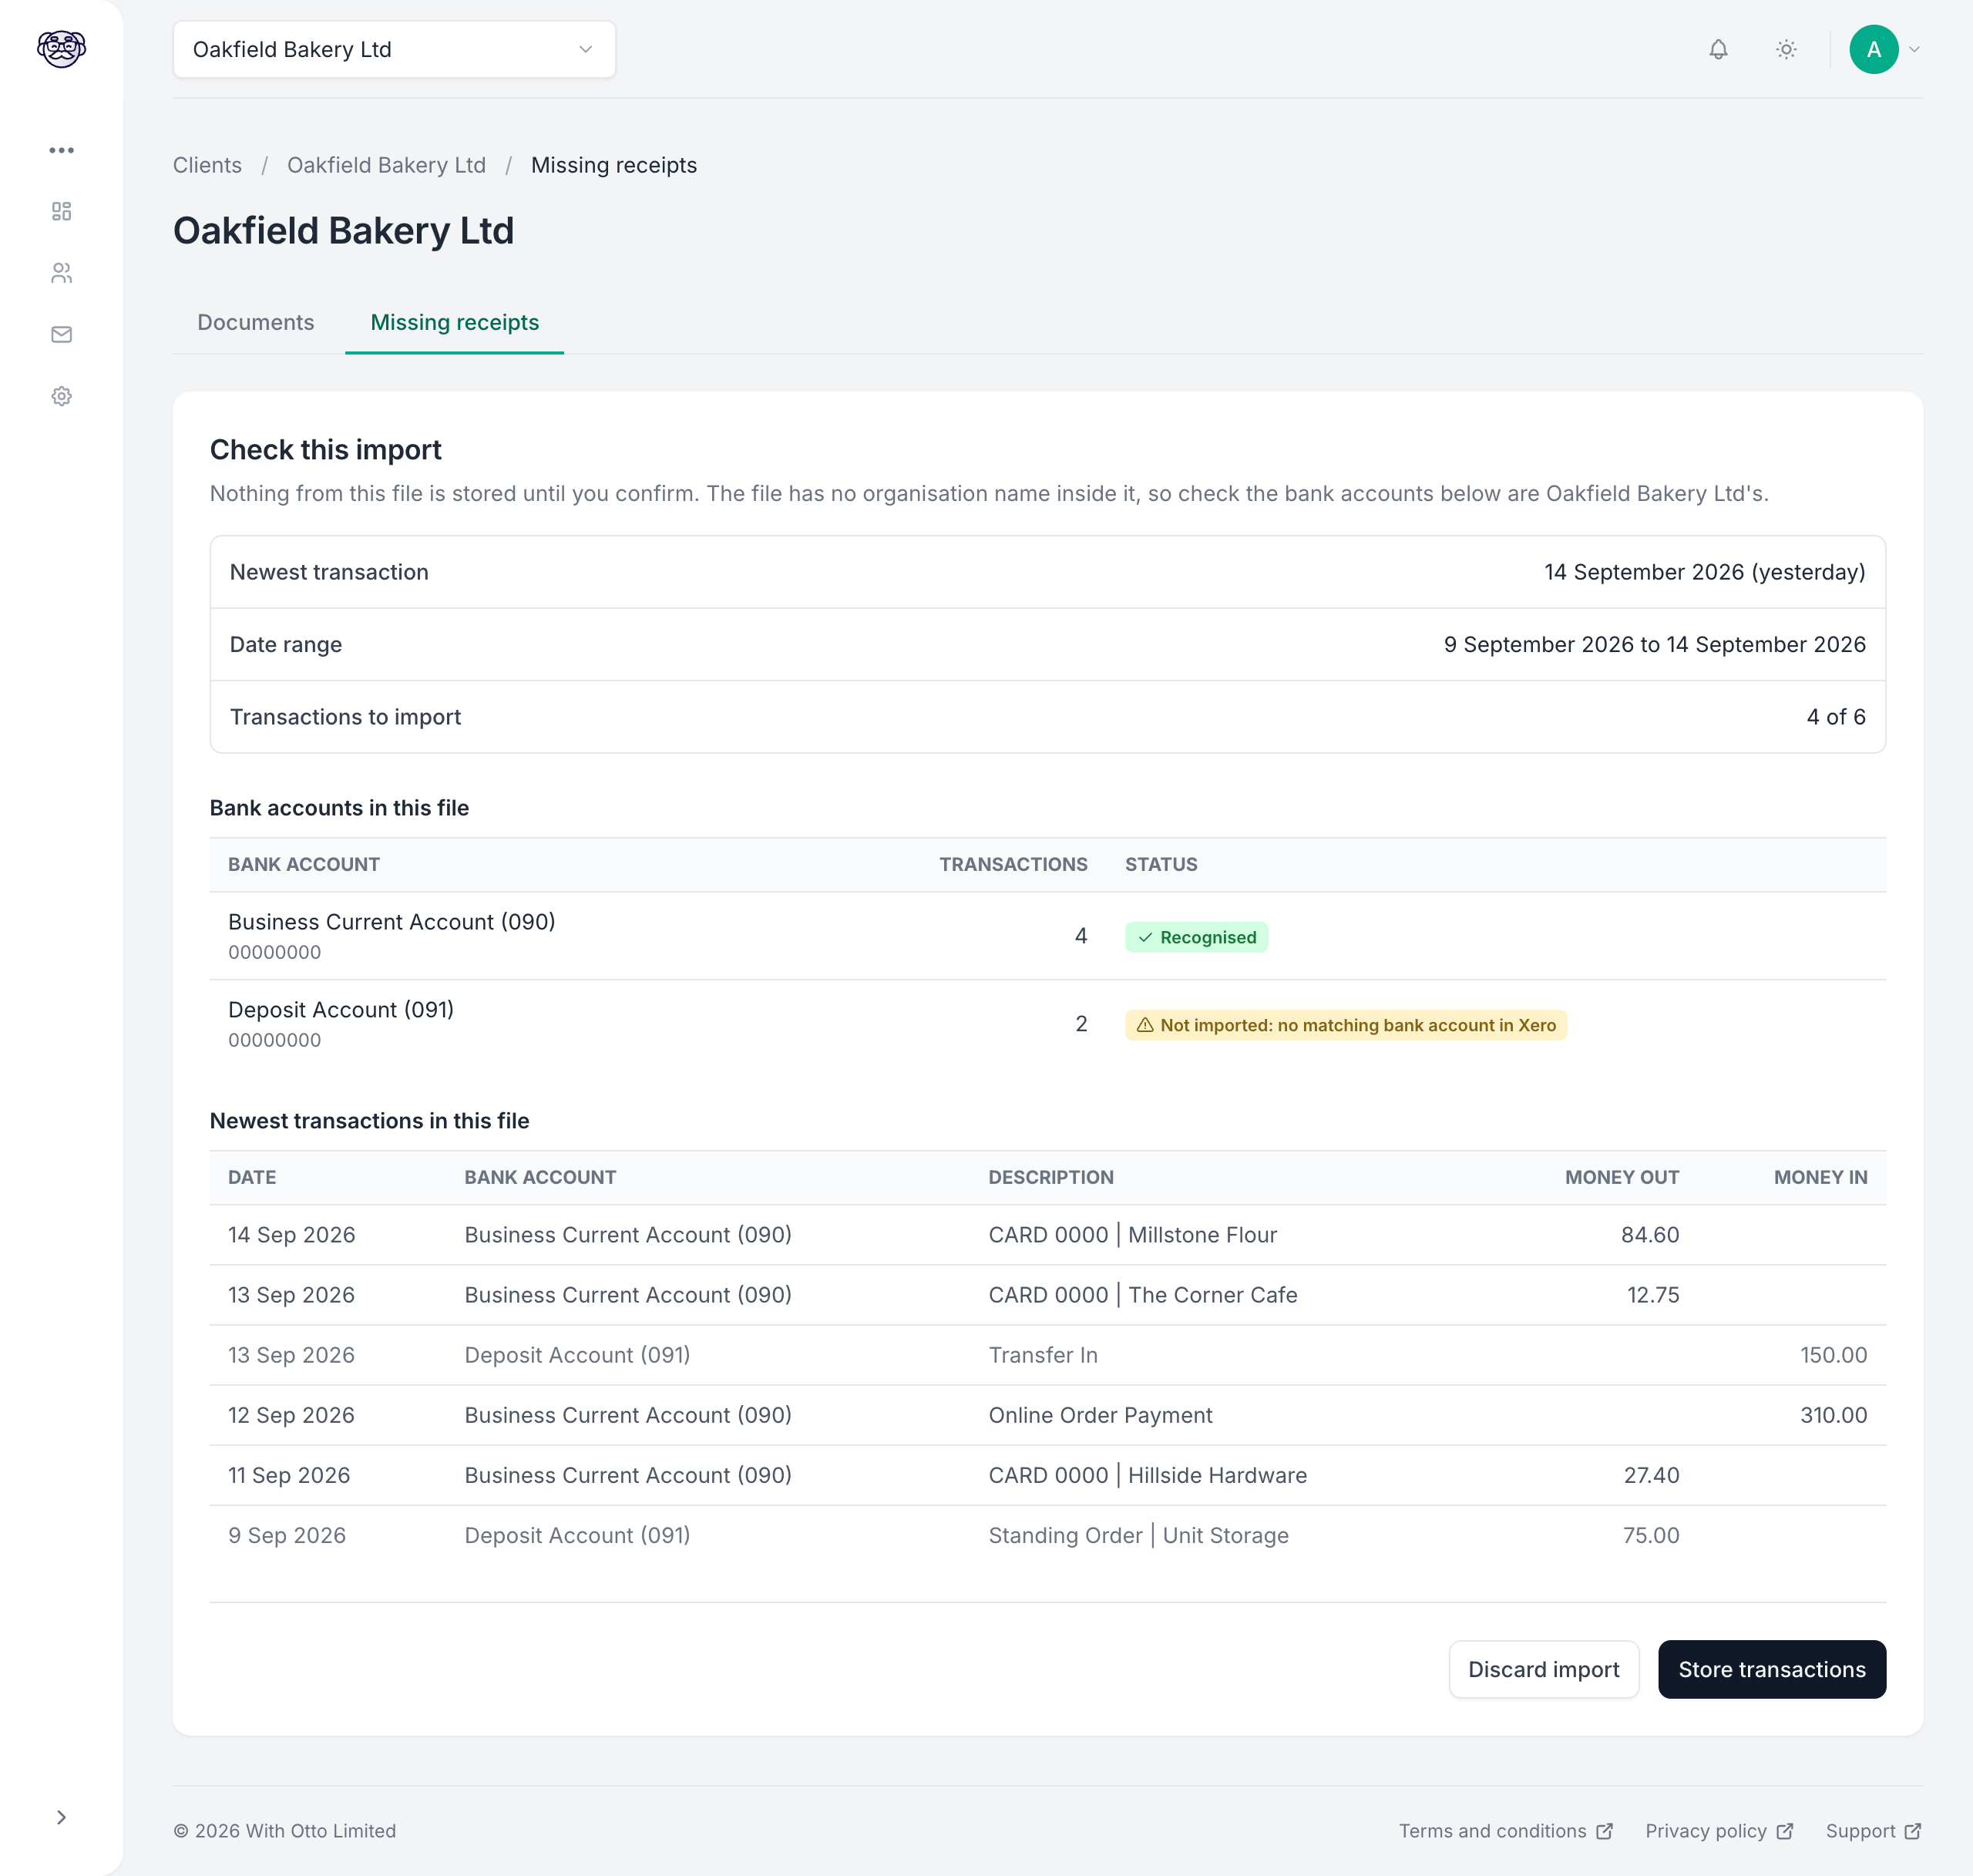 Oakfield Bakery Ltd
A
Clients / Oakfield Bakery Ltd / Missing receipts
Oakfield Bakery Ltd
Documents Missing receipts
Check this import
Nothing from this file is stored until you confirm. The file has no organisation name inside it, so check the bank accounts below are Oakfield Bakery Ltd's.
Newest transaction 14 September 2026 (yesterday)
Date range 9 September 2026 to 14 September 2026
Transactions to import 4 of 6
Bank accounts in this file
BANK ACCOUNT TRANSACTIONS STATUS
Business Current Account (090) 4 Recognised
00000000
Deposit Account (091) 2 Not imported: no matching bank account in Xero
00000000
Newest transactions in this file
DATE BANK ACCOUNT DESCRIPTION MONEY OUT MONEY IN
14 Sep 2026 Business Current Account (090) CARD 0000 | Millstone Flour 84.60
13 Sep 2026 Business Current Account (090) CARD 0000 | The Corner Cafe 12.75
13 Sep 2026 Deposit Account (091) Transfer In 150.00
12 Sep 2026 Business Current Account (090) Online Order Payment 310.00
11 Sep 2026 Business Current Account (090) CARD 0000 | Hillside Hardware 27.40
9 Sep 2026 Deposit Account (091) Standing Order | Unit Storage 75.00
Discard import Store transactions
© 2026 With Otto Limited Terms and conditions Privacy policy Support